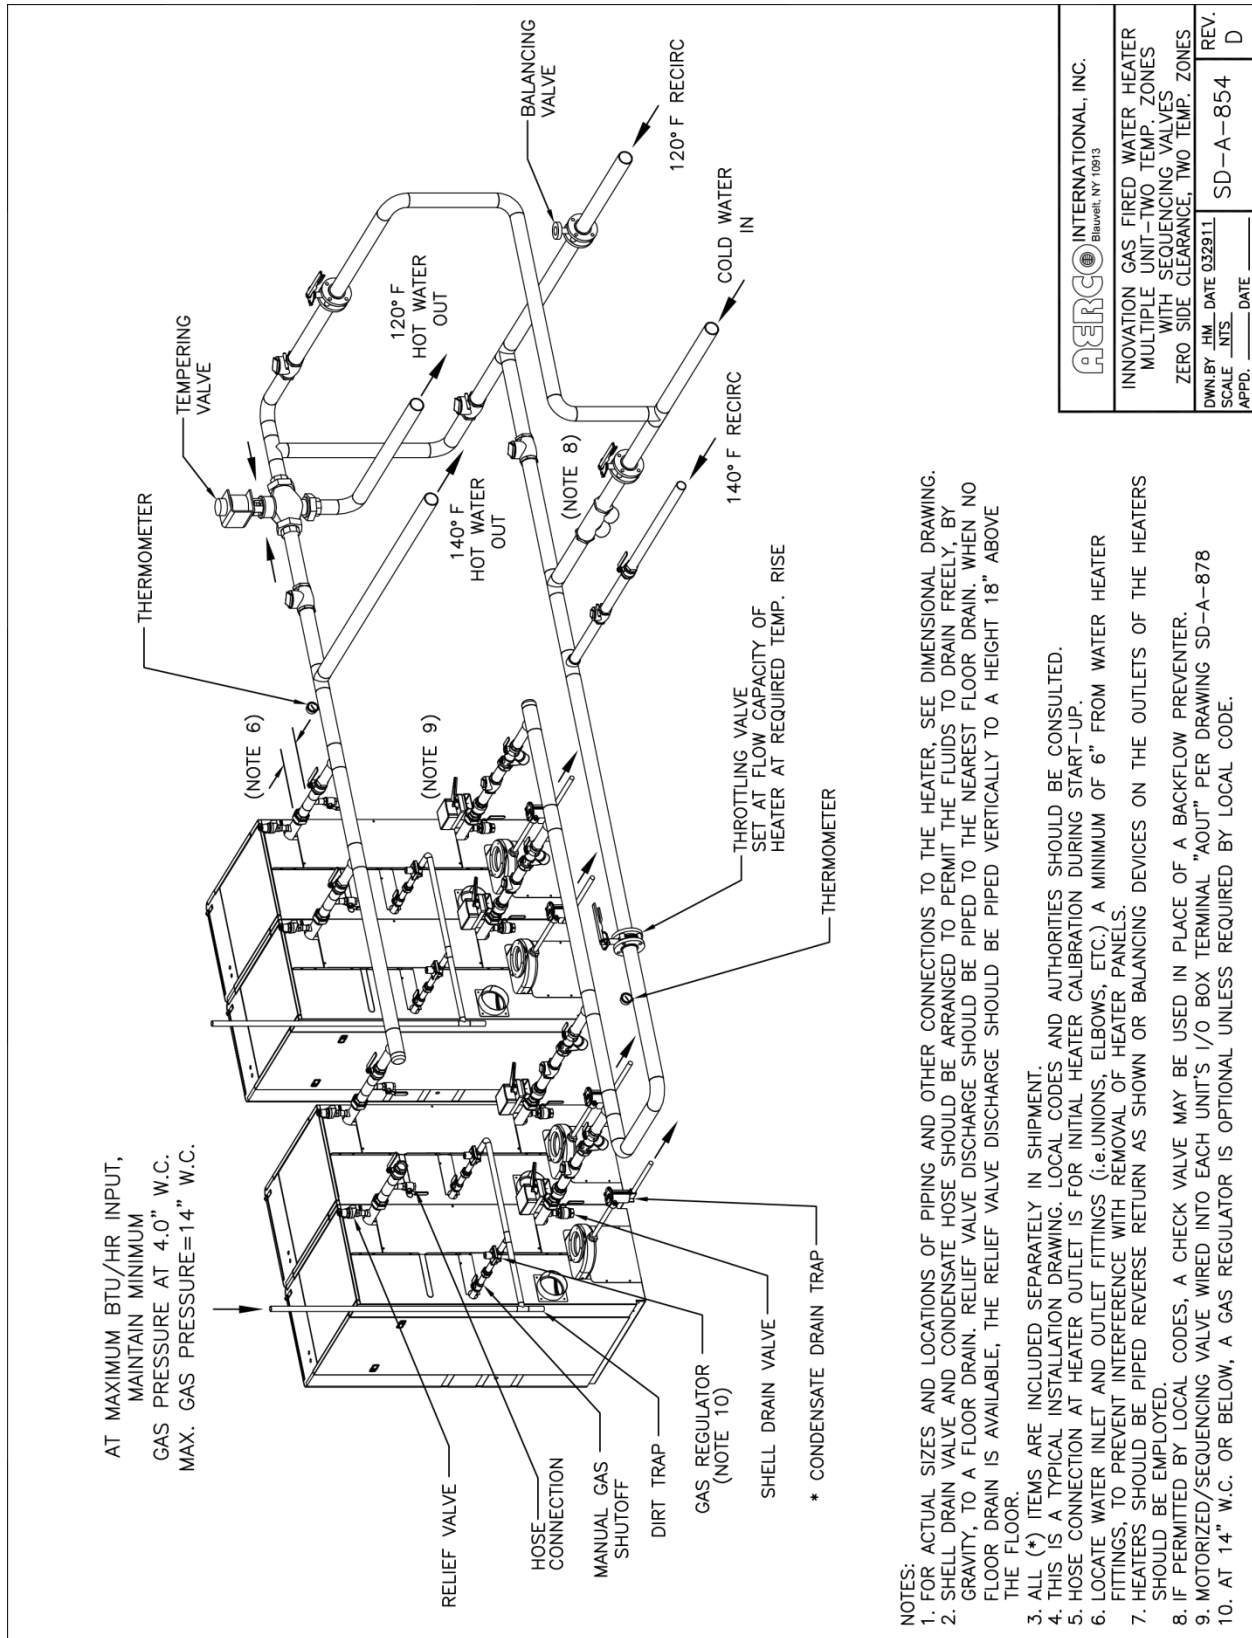 AT MAXIMUM BTU/HR INPUT,
MAINTAIN MINIMUM
GAS PRESSURE AT 4.0" W.C.
MAX. GAS PRESSURE=14" W.C.
THERMOMETER
TEMPERING
VALVE
(NOTE 6)
120° F
HOT WATER
OUT
BALANCING
VALVE
140° F
HOT WATER
OUT
120° F RECIRC
(NOTE 9)
(NOTE 8)
COLD WATER
IN
140° F RECIRC
RELIEF VALVE
HOSE
CONNECTION
MANUAL GAS
SHUTOFF
DIRT TRAP
GAS REGULATOR
(NOTE 10)
SHELL DRAIN VALVE
* CONDENSATE DRAIN TRAP
THROTTLING VALVE
SET AT FLOW CAPACITY OF
HEATER AT REQUIRED TEMP. RISE
THERMOMETER
NOTES:
1. FOR ACTUAL SIZES AND LOCATIONS OF PIPING AND OTHER CONNECTIONS TO THE HEATER, SEE DIMENSIONAL DRAWING.
2. SHELL DRAIN VALVE AND CONDENSATE HOSE SHOULD BE ARRANGED TO PERMIT THE FLUIDS TO DRAIN FREELY, BY
GRAVITY, TO A FLOOR DRAIN. RELIEF VALVE DISCHARGE SHOULD BE PIPED TO THE NEAREST FLOOR DRAIN. WHEN NO
FLOOR DRAIN IS AVAILABLE, THE RELIEF VALVE DISCHARGE SHOULD BE PIPED VERTICALLY TO A HEIGHT 18" ABOVE
THE FLOOR.
3. ALL (*) ITEMS ARE INCLUDED SEPARATELY IN SHIPMENT.
4. THIS IS A TYPICAL INSTALLATION DRAWING. LOCAL CODES AND AUTHORITIES SHOULD BE CONSULTED.
5. HOSE CONNECTION AT HEATER OUTLET IS FOR INITIAL HEATER CALIBRATION DURING START-UP.
6. LOCATE WATER INLET AND OUTLET FITTINGS (i.e.UNIONS, ELBOWS, ETC.) A MINIMUM OF 6" FROM WATER HEATER
FITTINGS, TO PREVENT INTERFERENCE WITH REMOVAL OF HEATER PANELS.
7. HEATERS SHOULD BE PIPED REVERSE RETURN AS SHOWN OR BALANCING DEVICES ON THE OUTLETS OF THE HEATERS
SHOULD BE EMPLOYED.
8. IF PERMITTED BY LOCAL CODES, A CHECK VALVE MAY BE USED IN PLACE OF A BACKFLOW PREVENTER.
9. MOTORIZED/SEQUENCING VALVE WIRED INTO EACH UNIT'S I/O BOX TERMINAL "AOUT" PER DRAWING SD-A-878
10. AT 14" W.C. OR BELOW, A GAS REGULATOR IS OPTIONAL UNLESS REQUIRED BY LOCAL CODE.
AERCO INTERNATIONAL, INC.
Blauvelt, NY 10913
INNOVATION GAS FIRED WATER HEATER
MULTIPLE UNIT-TWO TEMP. ZONES
WITH SEQUENCING VALVES
ZERO SIDE CLEARANCE, TWO TEMP. ZONES
DWN.BY HM DATE 032911
SCALE NTS
APPD. DATE
SD-A-854
REV.
D